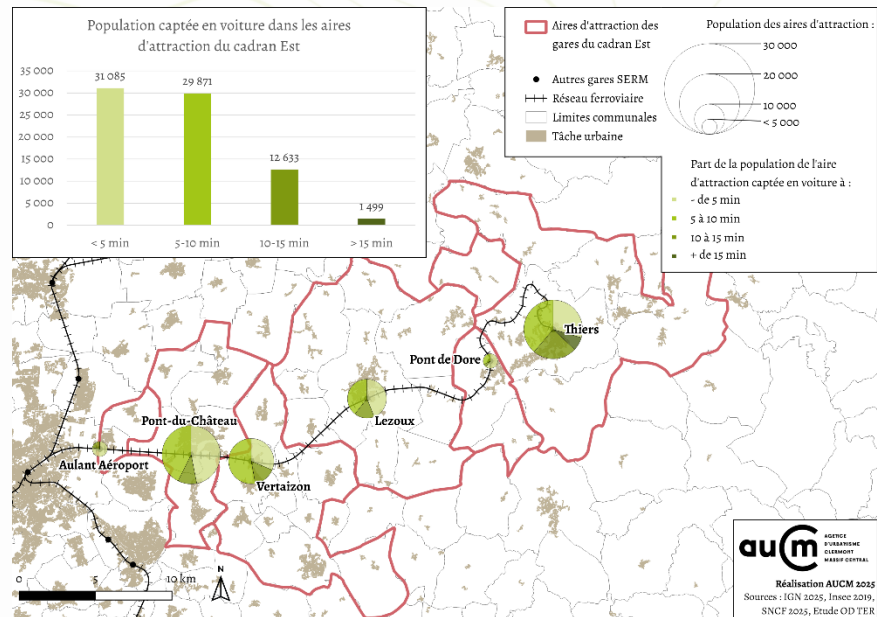 Population captée en voiture dans les aires
d'attraction du cadran Est
35 000
30 000
25 000
20 000
15 000
10 000
5 000
0
31 085
29 871
12 633
1 499
< 5 min
5-10 min
10-15 min
> 15 min
Aires d'attraction des
gares du cadran Est
Autres gares SERM
Réseau ferroviaire
Limites communales
Tâche urbaine
Population des aires d'attraction :
30 000
20 000
10 000
< 5 000
Part de la population de l'aire
d'attraction captée en voiture à :
- de 5 min
5 à 10 min
10 à 15 min
+ de 15 min
Thiers
Pont de Dore
Lezoux
Pont-du-Château
Aulant Aéroport
Vertaizon
0
5
10 km
N
aucm
AGENCE
D'URBANISME
CLERMONT
MASSIF CENTRAL
Réalisation AUCM 2025
Sources : IGN 2025, Insee 2019,
SNCF 2025, Etude OD TER